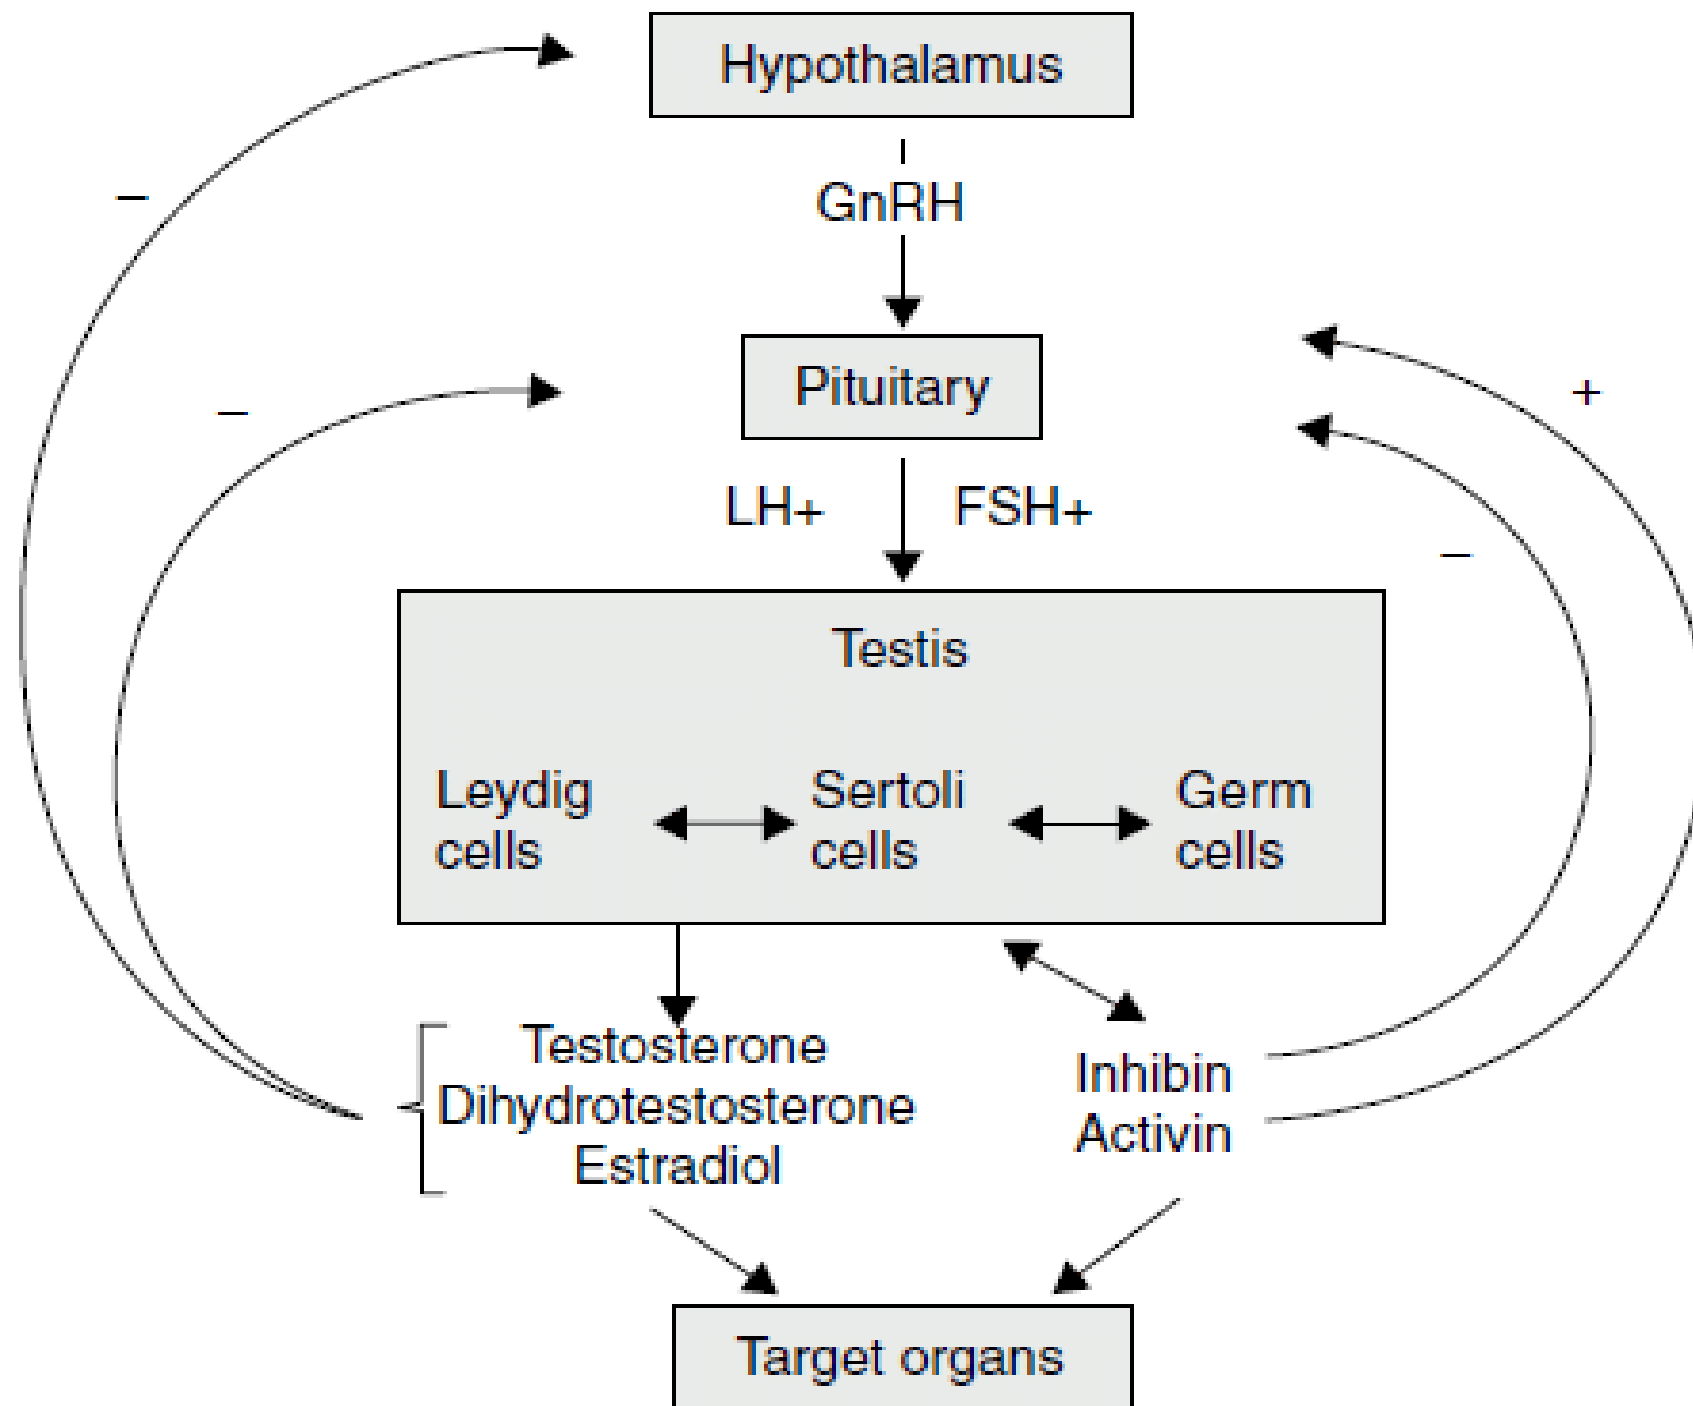 Hypothalamus
–
GnRH
–
Pituitary
+
LH+ FSH+
–
Testis
Leydig
cells
Sertoli
cells
Germ
cells
Testosterone
Dihydrotestosterone
Estradiol
Inhibin
Activin
Target organs